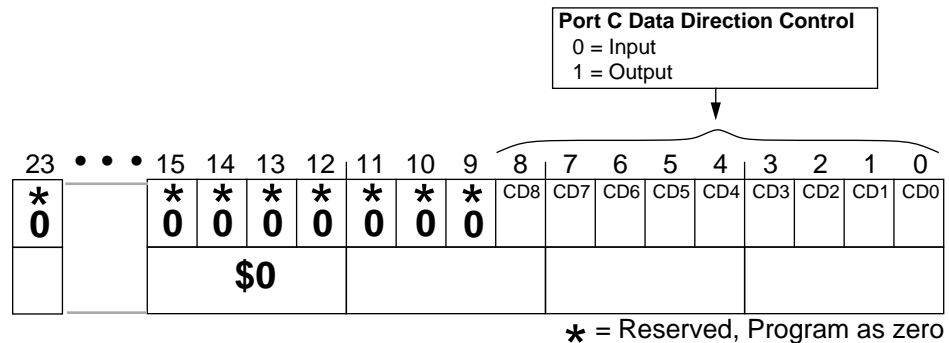 Port C Data Direction Control
0 = Input
1 = Output
23 • • • 15 14 13 12 11 10 9 8 7 6 5 4 3 2 1 0
* * * * * * * * CD8 CD7 CD6 CD5 CD4 CD3 CD2 CD1 CD0
0 0 0 0 0 0 0 0
$0
* = Reserved, Program as zero